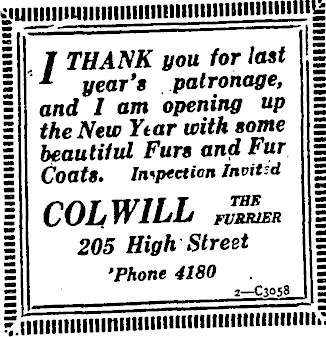 I THANK you for last
year's patronage,
and I am opening up
the New Year with some
beautiful Furs and Fur
Coats. Inspection Invited
COLWILL THE FURRIER
205 High Street
'Phone 4180
2—C3058